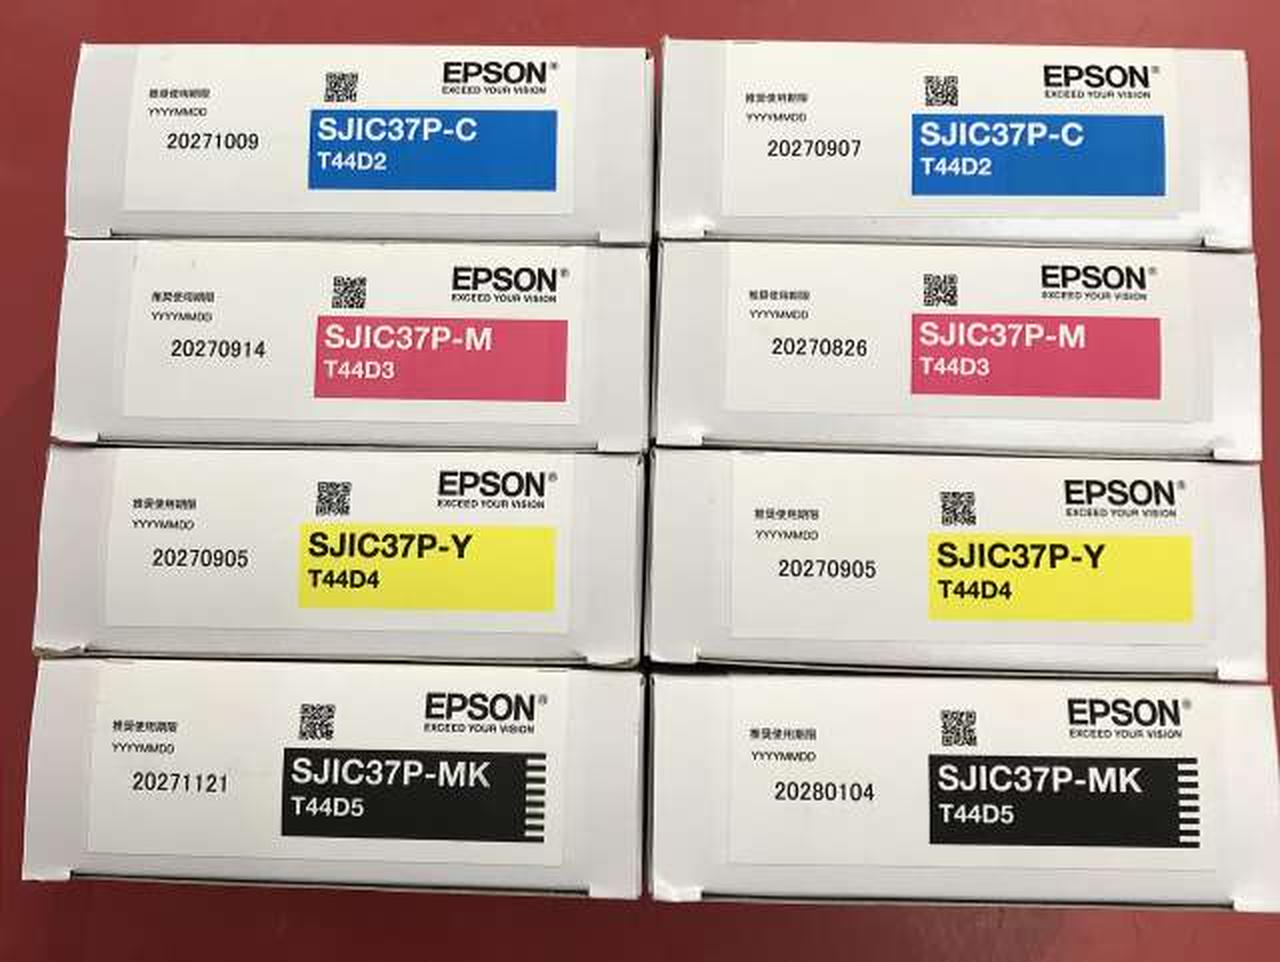 推奨使用期限
YYYYMMDD
20271009
EPSON®
EXCEED YOUR VISION
SJIC37P-C
T44D2
推奨使用期限
YYYYMMDD
20270907
EPSON®
EXCEED YOUR VISION
SJIC37P-C
T44D2
推奨使用期限
YYYYMMDD
20270914
EPSON®
EXCEED YOUR VISION
SJIC37P-M
T44D3
推奨使用期限
YYYYMMDD
20270826
EPSON®
EXCEED YOUR VISION
SJIC37P-M
T44D3
推奨使用期限
YYYYMMDD
20270905
EPSON®
EXCEED YOUR VISION
SJIC37P-Y
T44D4
推奨使用期限
YYYYMMDD
20270905
EPSON®
EXCEED YOUR VISION
SJIC37P-Y
T44D4
推奨使用期限
YYYYMMDD
20271121
EPSON®
EXCEED YOUR VISION
SJIC37P-MK
T44D5
推奨使用期限
YYYYMMDD
20280104
EPSON®
EXCEED YOUR VISION
SJIC37P-MK
T44D5